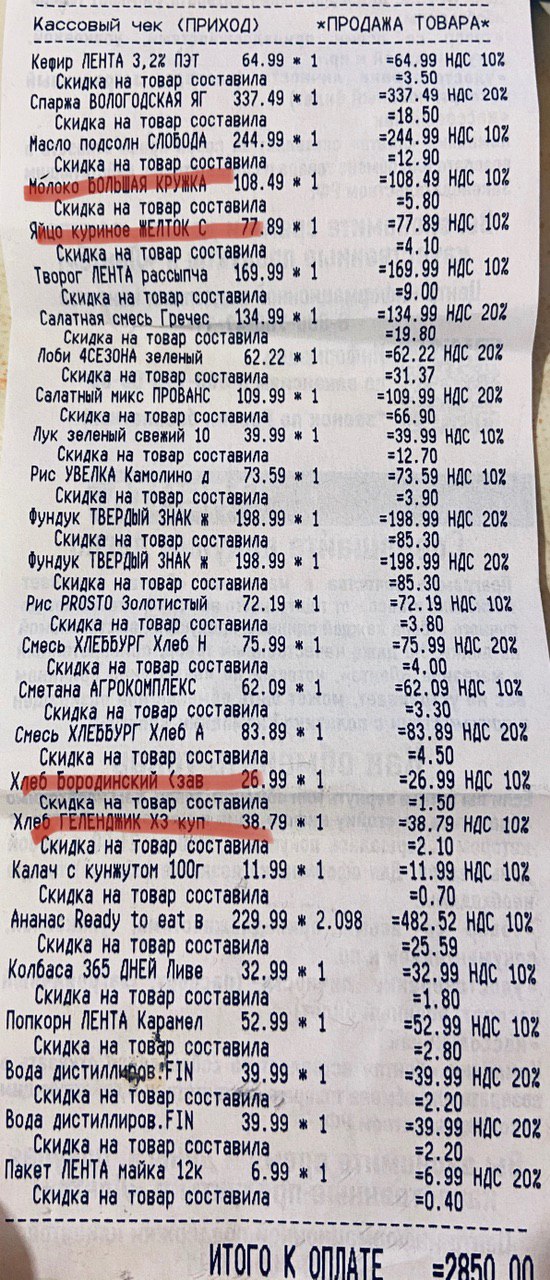 Кассовый чек (ПРИХОД) *ПРОДАЖА ТОВАРА*
Кефир ЛЕНТА 3,2% ПЭТ 64.99 * 1 =64.99 НДС 10%
Скидка на товар составила =3.50
Спаржа ВОЛОГОДСКАЯ ЯГ 337.49 * 1 =337.49 НДС 20%
Скидка на товар составила =18.50
Масло подсолн СЛОБОДА 244.99 * 1 =244.99 НДС 10%
Скидка на товар составила =12.90
Молоко БОЛЬШАЯ КРУЖКА 108.49 * 1 =108.49 НДС 10%
Скидка на товар составила =5.80
Яйцо куриное ЖЕЛТОК С 77.89 * 1 =77.89 НДС 10%
Скидка на товар составила =4.10
Творог ЛЕНТА рассыпча 169.99 * 1 =169.99 НДС 10%
Скидка на товар составила =9.00
Салатная смесь Гречес 134.99 * 1 =134.99 НДС 20%
Скидка на товар составила =19.80
Лоби 4СЕЗОНА зеленый 62.22 * 1 =62.22 НДС 20%
Скидка на товар составила =31.37
Салатный микс ПРОВАНС 109.99 * 1 =109.99 НДС 20%
Скидка на товар составила =66.90
Лук зеленый свежий 10 39.99 * 1 =39.99 НДС 10%
Скидка на товар составила =12.70
Рис УВЕЛКА Камолино д 73.59 * 1 =73.59 НДС 10%
Скидка на товар составила =3.90
Фундук ТВЕРДЫЙ ЗНАК ж 198.99 * 1 =198.99 НДС 20%
Скидка на товар составила =85.30
Фундук ТВЕРДЫЙ ЗНАК ж 198.99 * 1 =198.99 НДС 20%
Скидка на товар составила =85.30
Рис PROSTO Золотистый 72.19 * 1 =72.19 НДС 10%
Скидка на товар составила =3.80
Смесь ХЛЕББУРГ Хлеб Н 75.99 * 1 =75.99 НДС 20%
Скидка на товар составила =4.00
Сметана АГРОКОМПЛЕКС 62.09 * 1 =62.09 НДС 10%
Скидка на товар составила =3.30
Смесь ХЛЕББУРГ Хлеб А 83.89 * 1 =83.89 НДС 20%
Скидка на товар составила =4.50
Хлеб Бородинский (зав 26.99 * 1 =26.99 НДС 10%
Скидка на товар составила =1.50
Хлеб ГЕЛЕНДЖИК ХЗ куп 38.79 * 1 =38.79 НДС 10%
Скидка на товар составила =2.10
Калач с кунжутом 100г 11.99 * 1 =11.99 НДС 10%
Скидка на товар составила =0.70
Ананас Ready to eat в 229.99 * 2.098 =482.52 НДС 10%
Скидка на товар составила =25.59
Колбаса 365 ДНЕЙ Ливе 32.99 * 1 =32.99 НДС 10%
Скидка на товар составила =1.80
Попкорн ЛЕНТА Карамел 52.99 * 1 =52.99 НДС 10%
Скидка на товар составила =2.80
Вода дистиллиров.FIN 39.99 * 1 =39.99 НДС 20%
Скидка на товар составила =2.20
Вода дистиллиров.FIN 39.99 * 1 =39.99 НДС 20%
Скидка на товар составила =2.20
Пакет ЛЕНТА майка 12к 6.99 * 1 =6.99 НДС 20%
Скидка на товар составила =0.40
ИТОГО К ОПЛАТЕ =2850.00